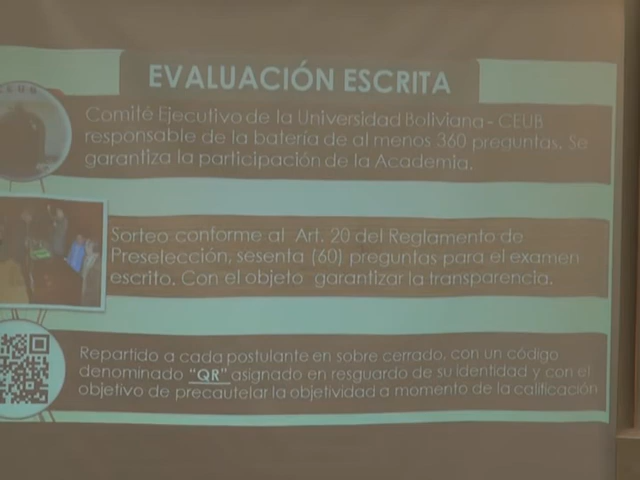 EVALUACIÓN ESCRITA
Comité Ejecutivo de la Universidad Boliviana - CEUB
responsable de la batería de al menos 360 preguntas. Se
garantiza la participación de la Academia.
Sorteo conforme al Art. 20 del Reglamento de
Preselección, sesenta (60) preguntas para el examen
escrito. Con el objeto garantizar la transparencia.
Repartido a cada postulante en sobre cerrado, con un código
denominado "QR" asignado en resguardo de su identidad y con el
objetivo de precautelar la objetividad a momento de la calificación